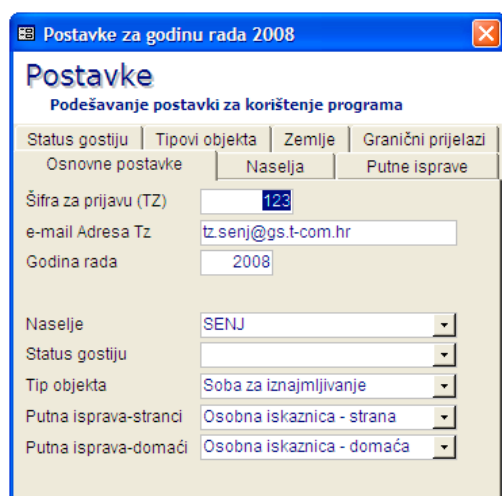 Postavke za godinu rada 2008
Postavke
Podešavanje postavki za korištenje programa
Status gostiju Tipovi objekta Zemlje Granični prijelazi
Osnovne postavke Naselja Putne isprave
Šifra za prijavu (TZ) 123
e-mail Adresa Tz tz.senj@gs.t-com.hr
Godina rada 2008
Naselje SENJ
Status gostiju
Tip objekta Soba za iznajmljivanje
Putna isprava-stranci Osobna iskaznica - strana
Putna isprava-domaći Osobna iskaznica - domaća